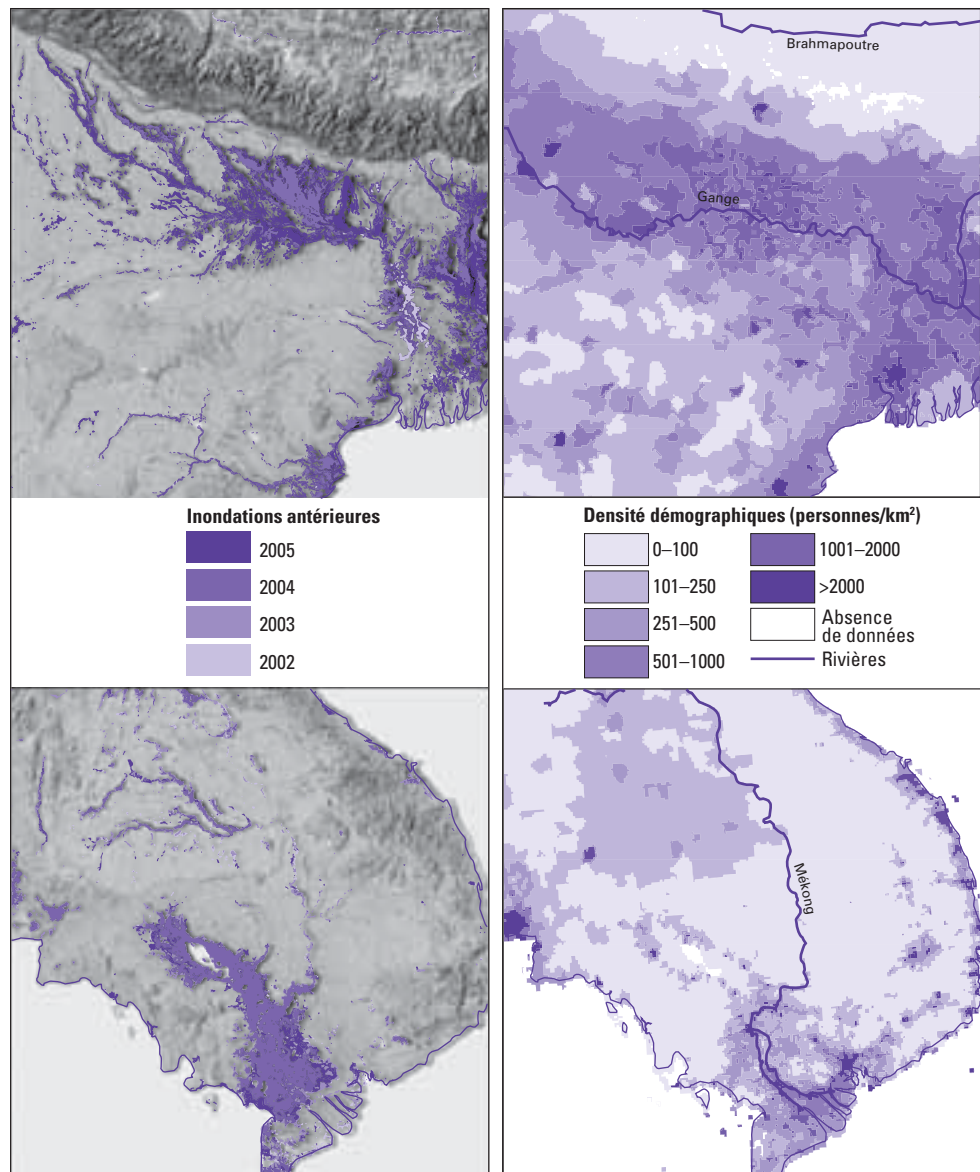 Brahmapoutre
Gange
Inondations antérieures
2005
2004
2003
2002
Densité démographiques (personnes/km²)
0–100
101–250
251–500
501–1000
1001–2000
>2000
Absence
de données
Rivières
Mékong